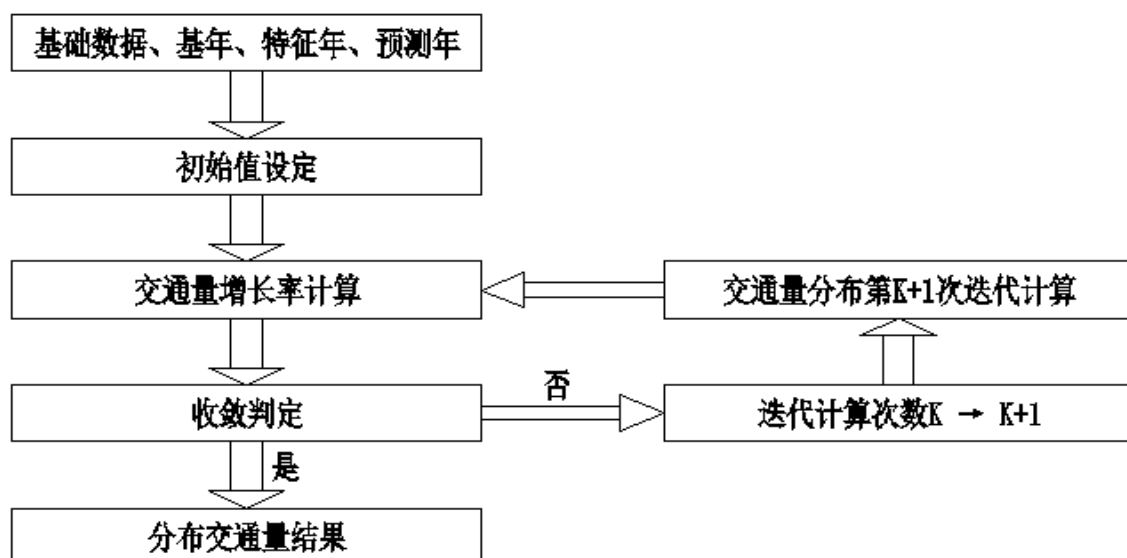 基础数据、基年、特征年、预测年
初始值设定
交通量增长率计算
交通量分布第K+1次迭代计算
收敛判定
否
迭代计算次数K → K+1
是
分布交通量结果